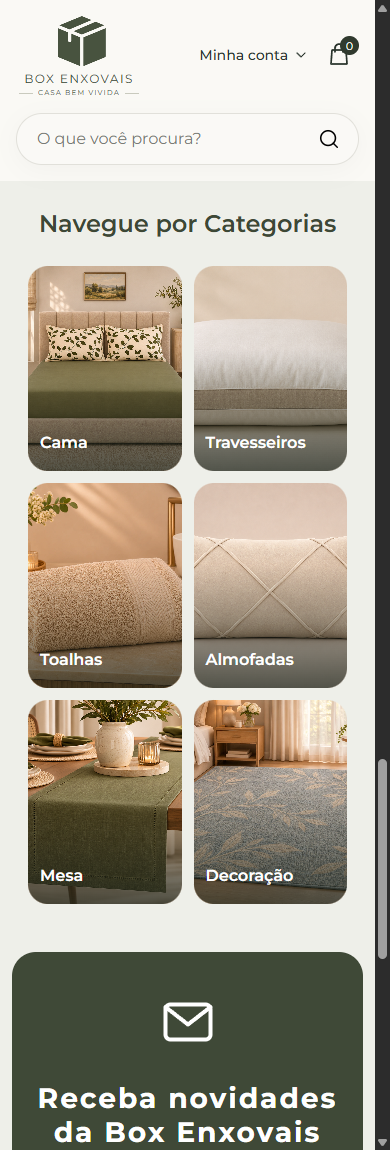 BOX ENXOVAIS
CASA BEM VIVIDA
Minha conta
0
O que você procura?
Navegue por Categorias
Cama
Travesseiros
Toalhas
Almofadas
Mesa
Decoração
Receba novidades
da Box Enxovais